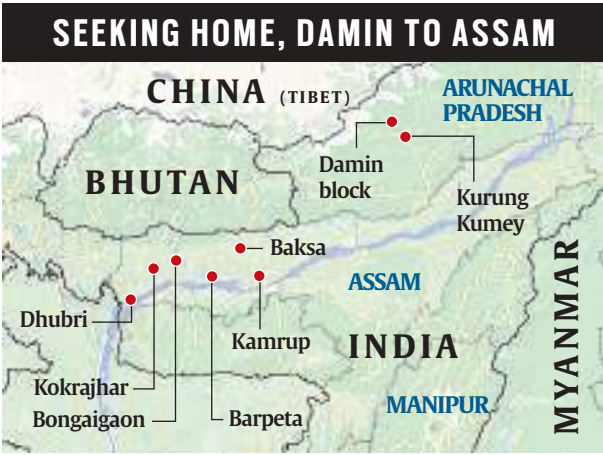 SEEKING HOME, DAMIN TO ASSAM
CHINA (TIBET)
ARUNACHAL
PRADESH
BHUTAN
Damin
block
Kurung
Kumey
Baksa
ASSAM
MYANMAR
Dhubri
Kamrup
INDIA
Kokrajhar
Bongaigaon
Barpeta
MANIPUR